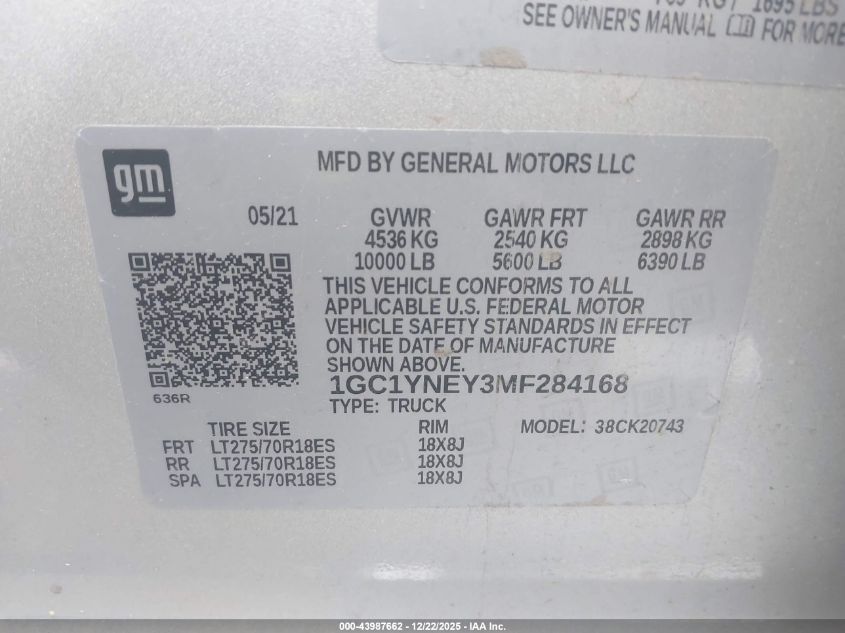 KG / 1695 LBS
SEE OWNER'S MANUAL FOR MORE
gm
MFD BY GENERAL MOTORS LLC
05/21 GVWR GAWR FRT GAWR RR
4536 KG 2540 KG 2898 KG
10000 LB 5600 LB 6390 LB
THIS VEHICLE CONFORMS TO ALL
APPLICABLE U.S. FEDERAL MOTOR
VEHICLE SAFETY STANDARDS IN EFFECT
ON THE DATE OF MANUFACTURE
SHOWN ABOVE.
1GC1YNEY3MF284168
636R
TYPE: TRUCK
TIRE SIZE RIM MODEL: 38CK20743
FRT LT275/70R18ES 18X8J
RR LT275/70R18ES 18X8J
SPA LT275/70R18ES 18X8J
000-43987662 - 12/22/2025 - IAA Inc.